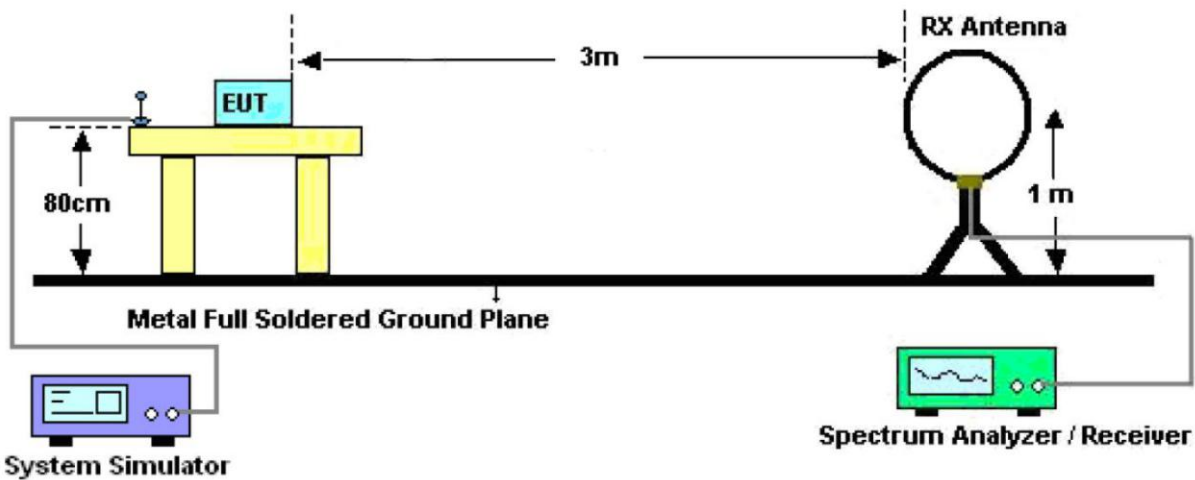 RX Antenna
3m
EUT
80cm
1 m
Metal Full Soldered Ground Plane
System Simulator
Spectrum Analyzer / Receiver